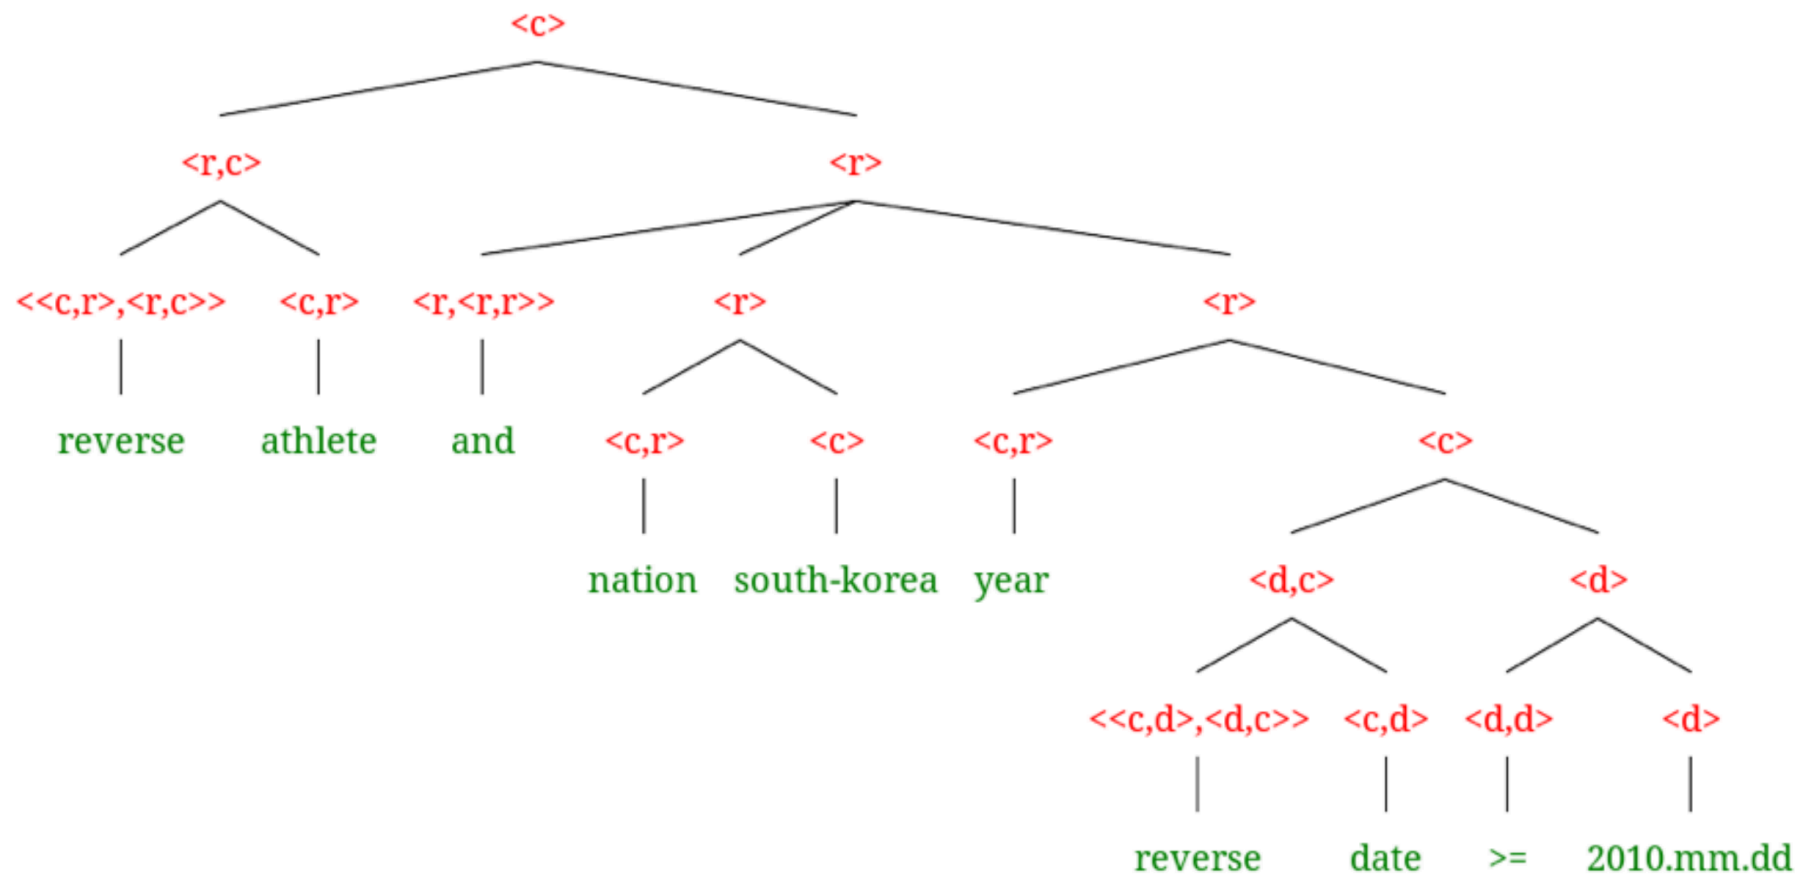 <c>
<r,c> <r>
<<c,r>,<r,c>> <c,r> <r,<r,r>> <r> <r>
reverse athlete and <c,r> <c> <c,r> <c>
nation south-korea year <d,c> <d>
<<c,d>,<d,c>> <c,d> <d,d> <d>
reverse date >= 2010.mm.dd